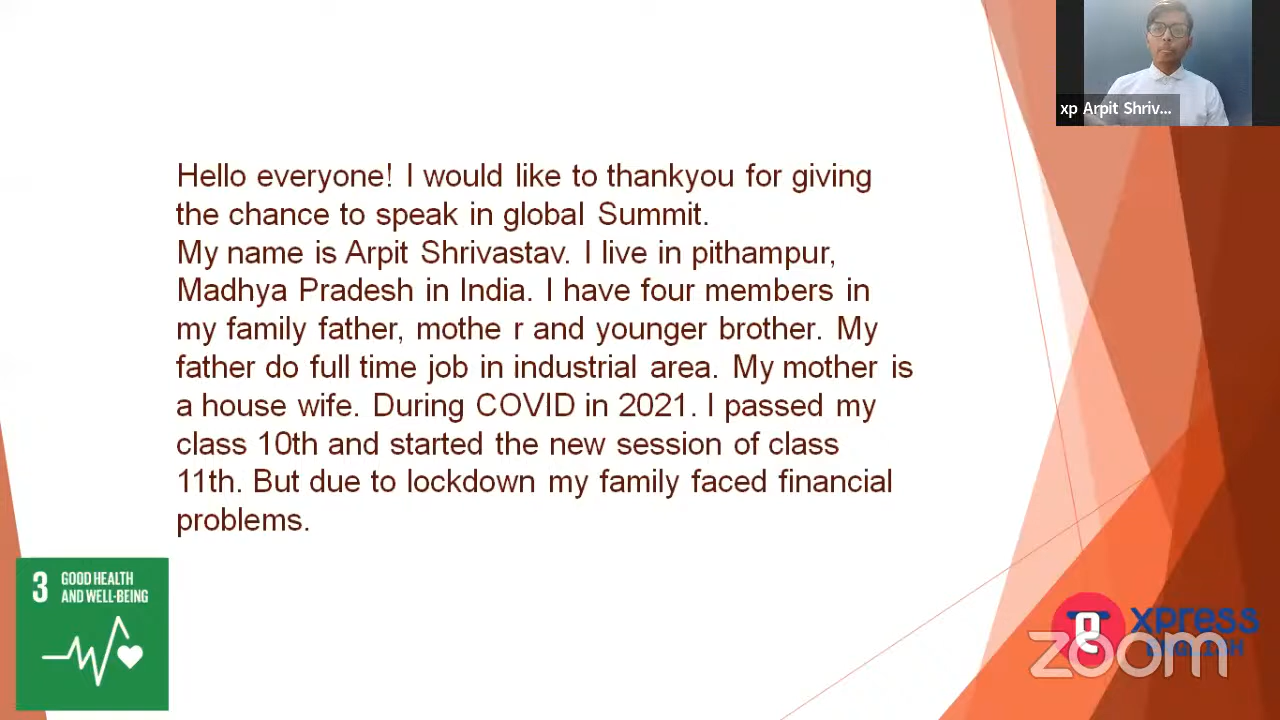 xp Arpit Shriv...
Hello everyone! I would like to thankyou for giving
the chance to speak in global Summit.
My name is Arpit Shrivastav. I live in pithampur,
Madhya Pradesh in India. I have four members in
my family father, mothe r and younger brother. My
father do full time job in industrial area. My mother is
a house wife. During COVID in 2021. I passed my
class 10th and started the new session of class
11th. But due to lockdown my family faced financial
problems.
3 GOOD HEALTH
AND WELL-BEING
xpress
ENGLISH
zoom